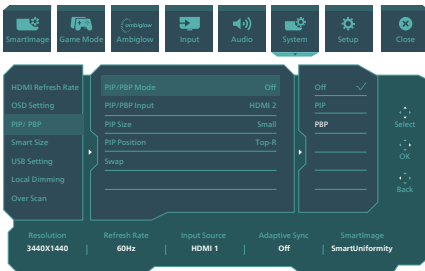 SmartImage Game Mode Ambiglow Input Audio System Setup Close
ambiglow
HDMI Refresh Rate
OSD Setting
PIP/ PBP
Smart Size
USB Setting
Local Dimming
Over Scan
PIP/PBP Mode Off
PIP/PBP Input HDMI 2
PIP Size Small
PIP Position Top-R
Swap
Off
PIP
PBP
Select
OK
Back
Resolution Refresh Rate Input Source Adaptive Sync SmartImage
3440X1440 | 60Hz | HDMI 1 | Off | SmartUniformity